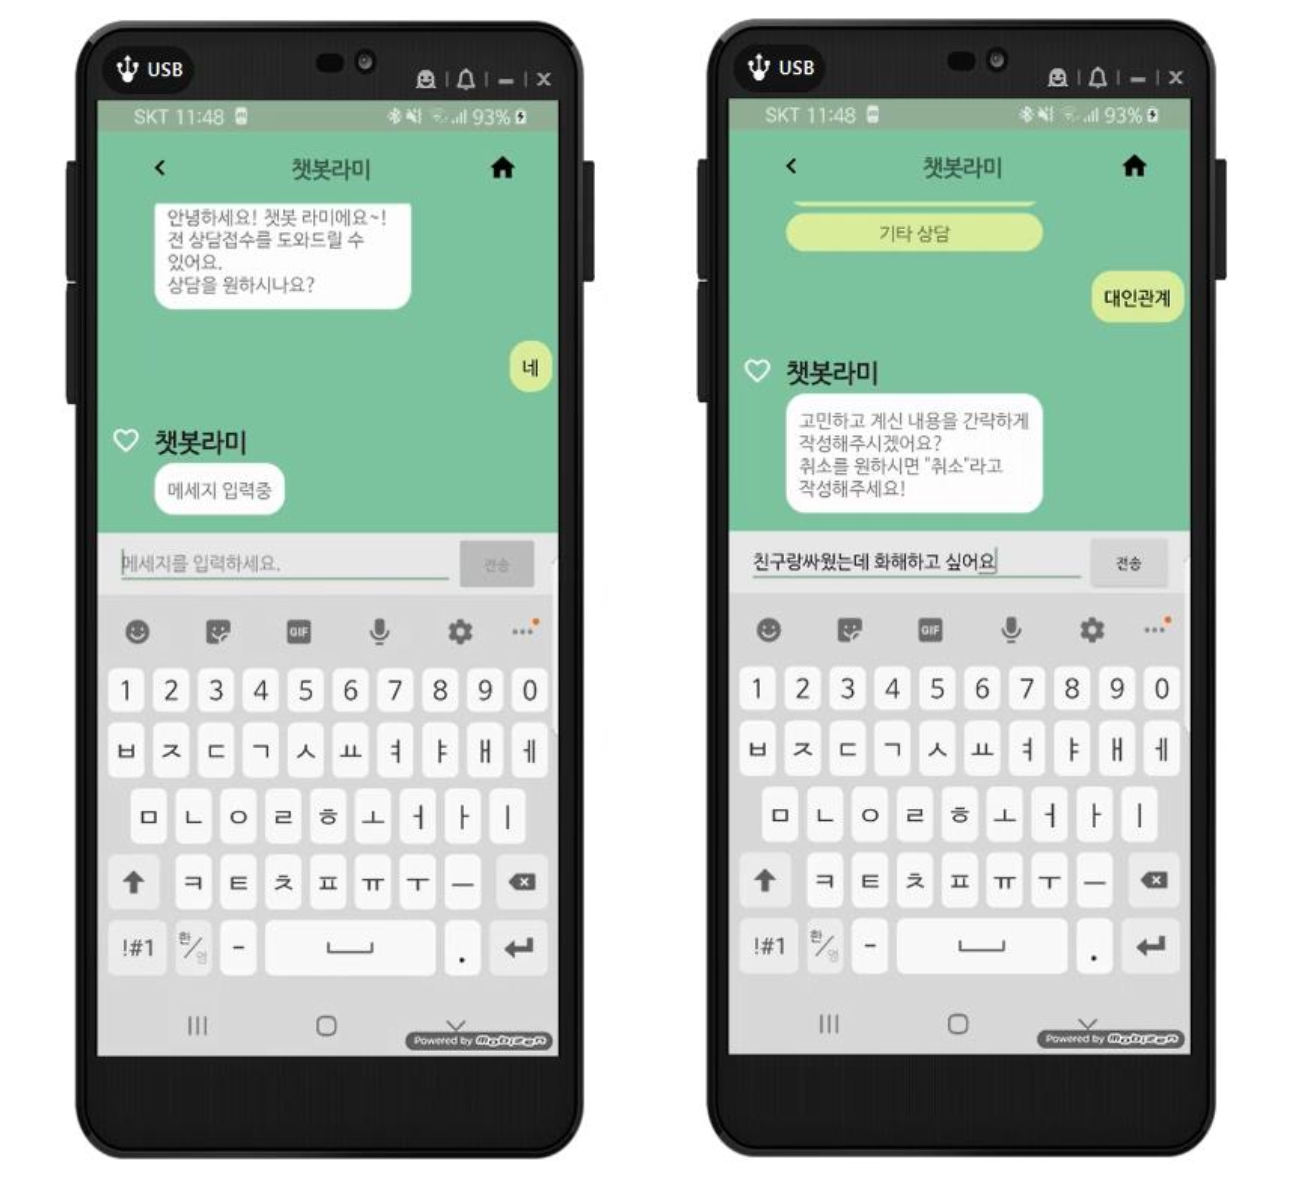 USB
SKT 11:48
93%
챗봇라미
안녕하세요! 챗봇 라미에요~!
전 상담접수를 도와드릴 수
있어요.
상담을 원하시나요?
네
챗봇라미
메세지 입력중
메세지를 입력하세요.
전송
GIF
1 2 3 4 5 6 7 8 9 0
ㅂ ㅈ ㄷ ㄱ ㅅ ㅛ ㅕ ㅑ ㅐ ㅔ
ㅁ ㄴ ㅇ ㄹ ㅎ ㅗ ㅓ ㅏ ㅣ
ㅋ ㅌ ㅊ ㅍ ㅠ ㅜ ㅡ
!#1 한/영 - .
Powered by Mobizen
USB
SKT 11:48
93%
챗봇라미
기타 상담
대인관계
챗봇라미
고민하고 계신 내용을 간략하게
작성해주시겠어요?
취소를 원하시면 "취소"라고
작성해주세요!
친구랑싸웠는데 화해하고 싶어요
전송
GIF
1 2 3 4 5 6 7 8 9 0
ㅂ ㅈ ㄷ ㄱ ㅅ ㅛ ㅕ ㅑ ㅐ ㅔ
ㅁ ㄴ ㅇ ㄹ ㅎ ㅗ ㅓ ㅏ ㅣ
ㅋ ㅌ ㅊ ㅍ ㅠ ㅜ ㅡ
!#1 한/영 - .
Powered by Mobizen